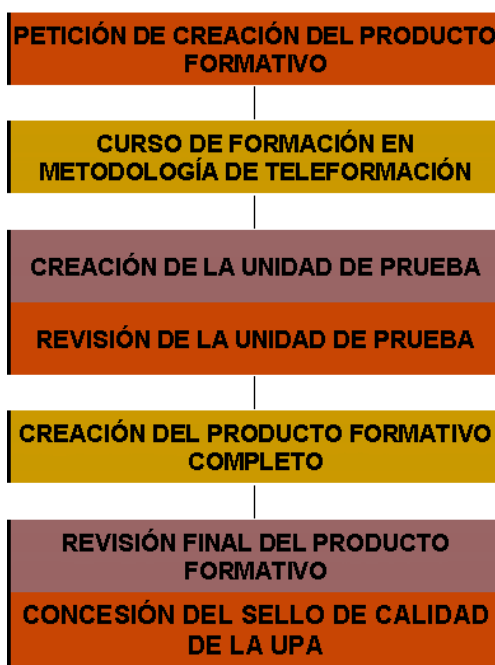 PETICIÓN DE CREACIÓN DEL PRODUCTO
FORMATIVO
CURSO DE FORMACIÓN EN
METODOLOGÍA DE TELEFORMACIÓN
CREACIÓN DE LA UNIDAD DE PRUEBA
REVISIÓN DE LA UNIDAD DE PRUEBA
CREACIÓN DEL PRODUCTO FORMATIVO
COMPLETO
REVISIÓN FINAL DEL PRODUCTO
FORMATIVO
CONCESIÓN DEL SELLO DE CALIDAD
DE LA UPA